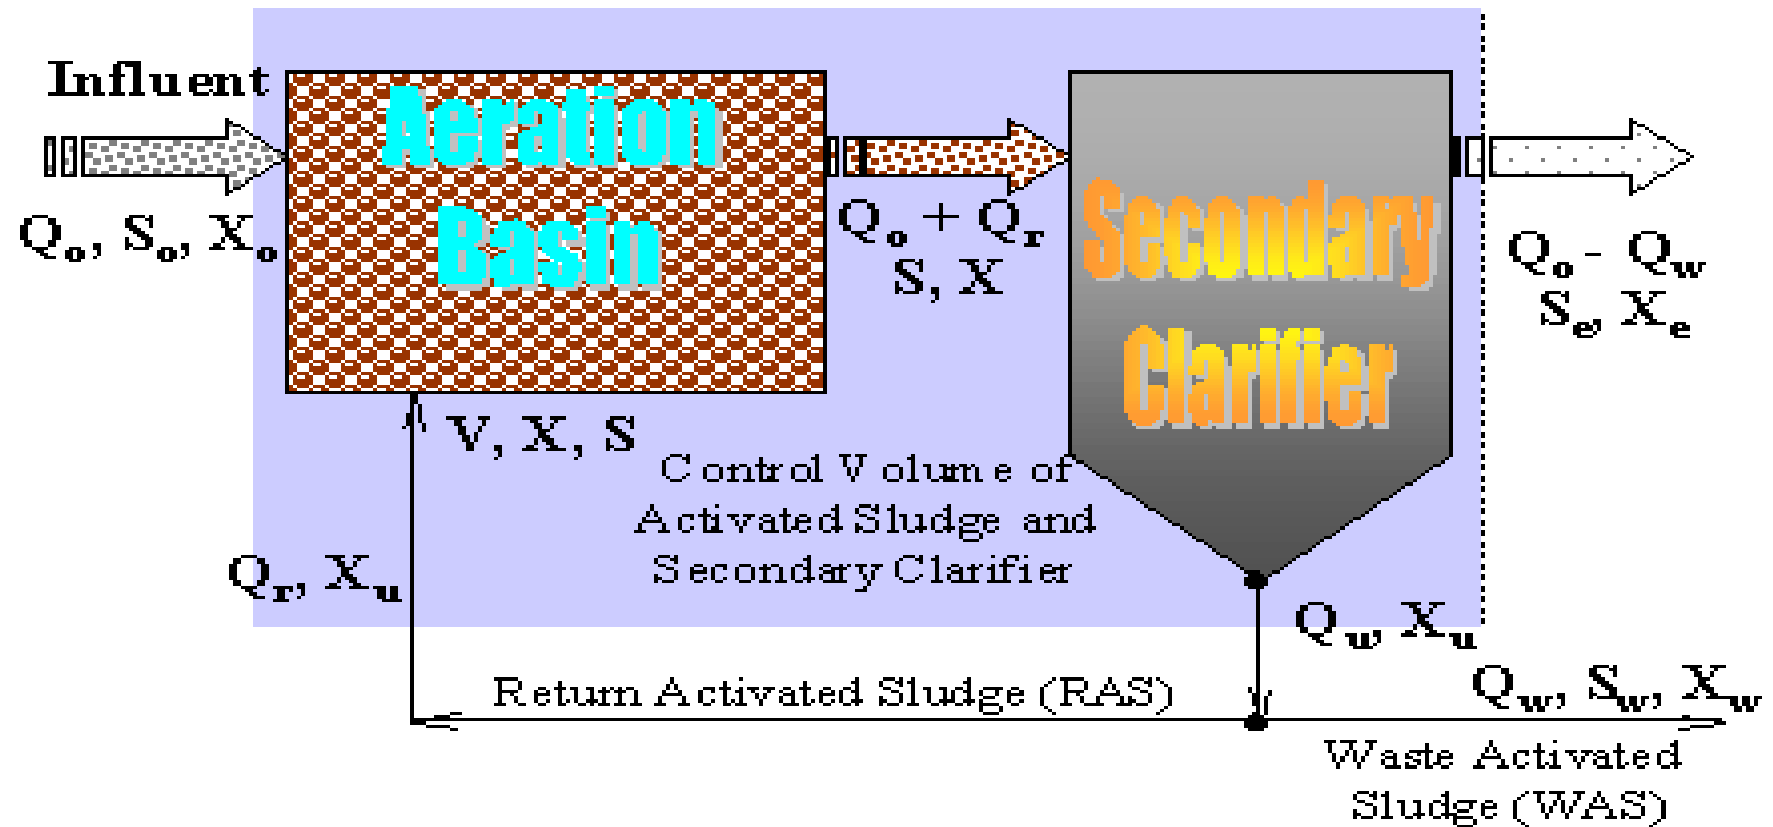 Influent
Aeration
Basin
Qo, So, Xo
Qo + Qr
S, X
Secondary
Clarifier
Qo - Qw
Se, Xe
V, X, S
Control Volume of
Activated Sludge and
Secondary Clarifier
Qr, Xu
Qu, Xu
Return Activated Sludge (RAS)
Qw, Sw, Xw
Waste Activated
Sludge (WAS)